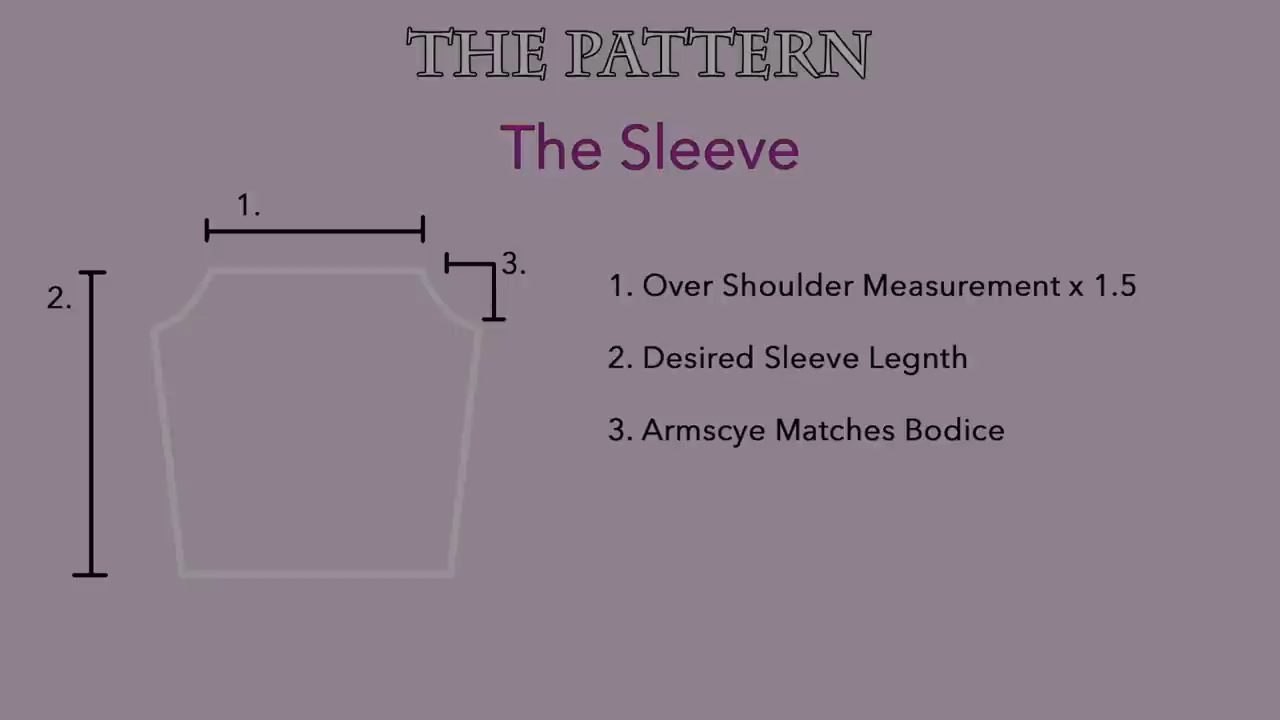 THE PATTERN
The Sleeve
1.
3.
2.
1. Over Shoulder Measurement x 1.5
2. Desired Sleeve Legnth
3. Armscye Matches Bodice